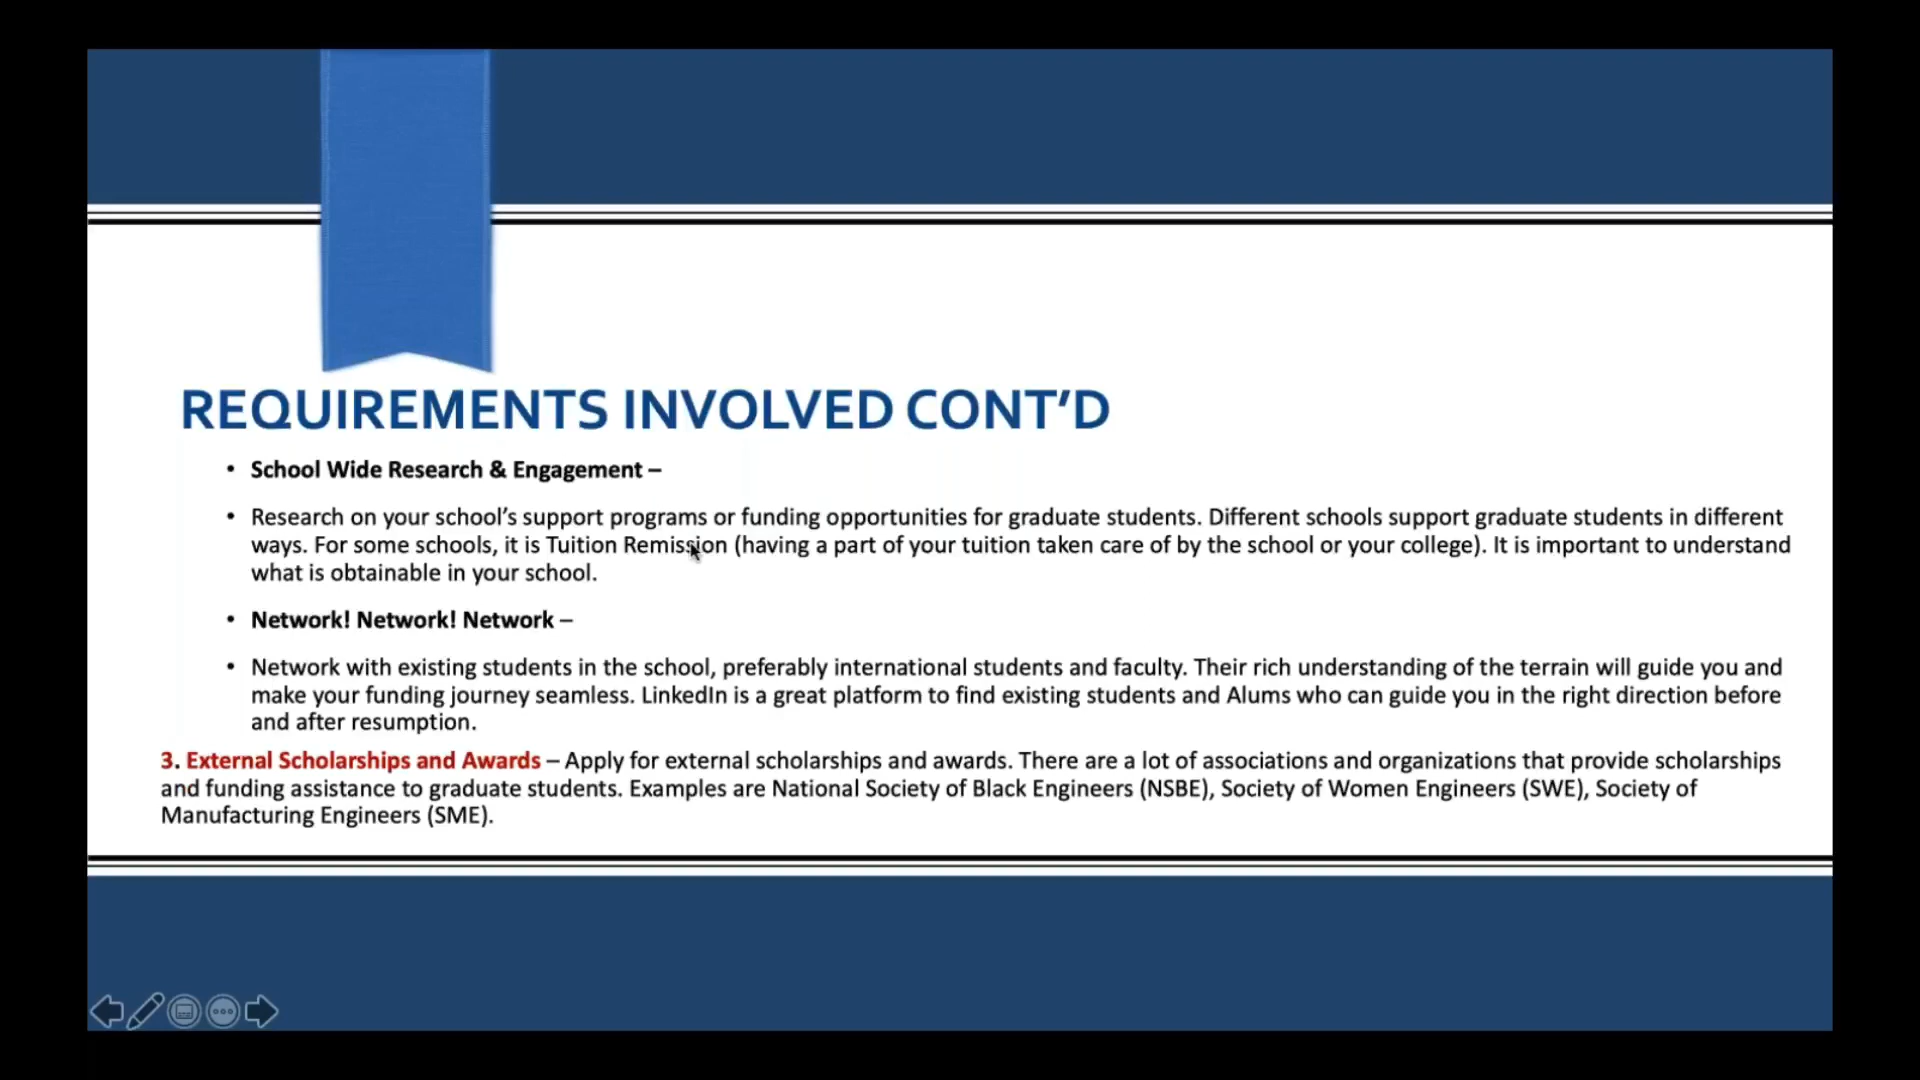 REQUIREMENTS INVOLVED CONT’D
• School Wide Research & Engagement –
• Research on your school’s support programs or funding opportunities for graduate students. Different schools support graduate students in different
ways. For some schools, it is Tuition Remission (having a part of your tuition taken care of by the school or your college). It is important to understand
what is obtainable in your school.
• Network! Network! Network –
• Network with existing students in the school, preferably international students and faculty. Their rich understanding of the terrain will guide you and
make your funding journey seamless. LinkedIn is a great platform to find existing students and Alums who can guide you in the right direction before
and after resumption.
3. External Scholarships and Awards – Apply for external scholarships and awards. There are a lot of associations and organizations that provide scholarships
and funding assistance to graduate students. Examples are National Society of Black Engineers (NSBE), Society of Women Engineers (SWE), Society of
Manufacturing Engineers (SME).